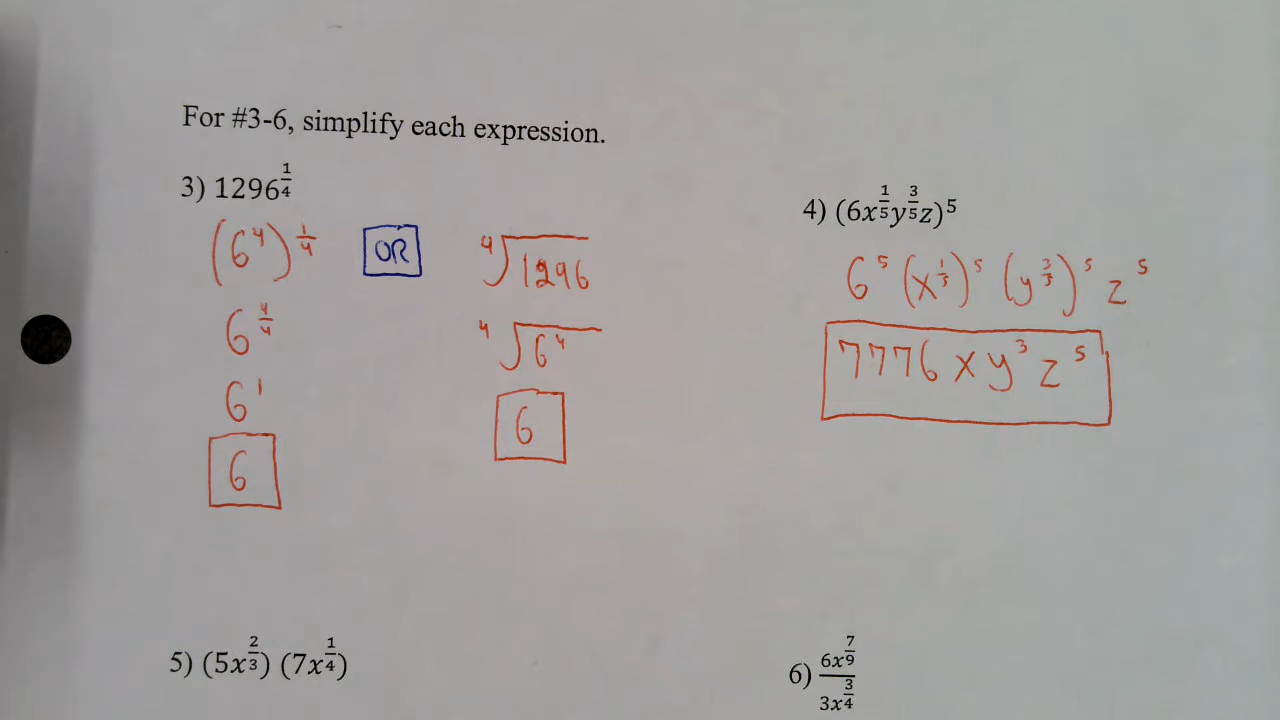 For #3-6, simplify each expression.
3) 1296^(1/4)
(6^4)^(1/4) OR ∜1296
6^(4/4) ∜(6^4)
6^1
6
6
4) (6x^(1/5)y^(3/5)z)^5
6^5 (x^(1/5))^5 (y^(3/5))^5 z^5
7776 x y^3 z^5
5) (5x^(2/3)) (7x^(1/4))
6) 6x^(7/9) / 3x^(3/4)